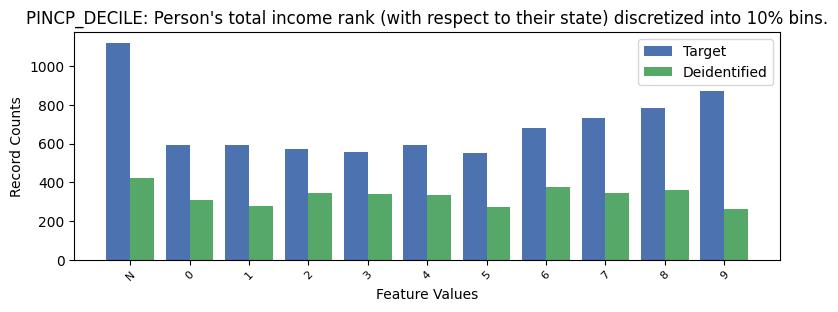 PINCP_DECILE: Person's total income rank (with respect to their state) discretized into 10% bins.
Target
Deidentified
Record Counts
1000
800
600
400
200
0
N 0 1 2 3 4 5 6 7 8 9
Feature Values